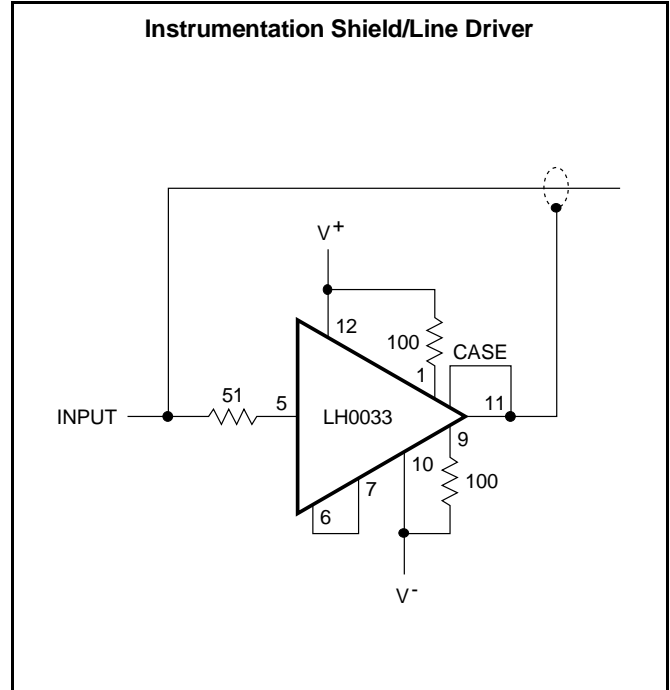 Instrumentation Shield/Line Driver
V+
12
100
CASE
1
51
INPUT
5
LH0033
11
9
10
7
100
6
V-